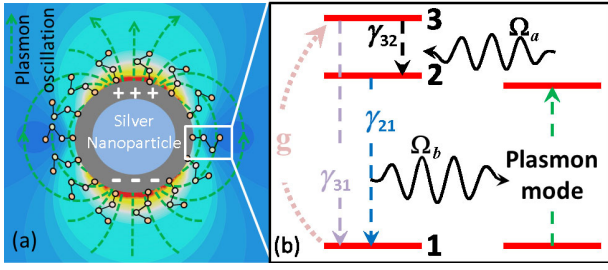 Plasmon
oscillation
+ + +
Silver
Nanoparticle
− − −
(a)
3
γ32
Ωa
2
γ21
g
Ωb
γ31
Plasmon
mode
(b)
1